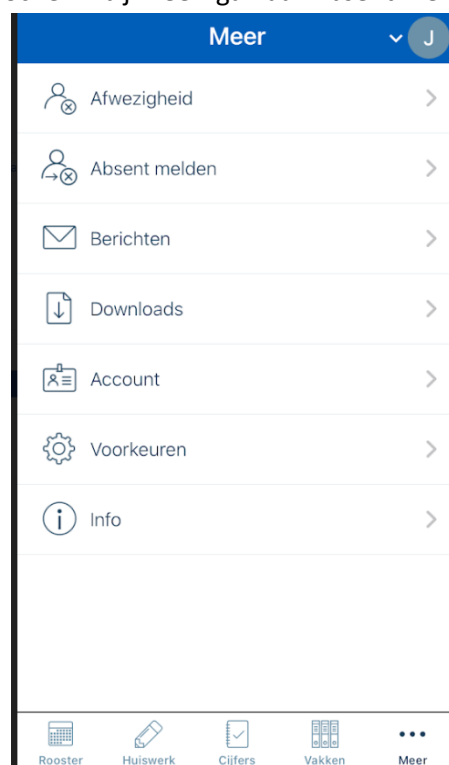 Meer
J
Afwezigheid
Absent melden
Berichten
Downloads
Account
Voorkeuren
Info
Rooster
Huiswerk
Cijfers
Vakken
Meer